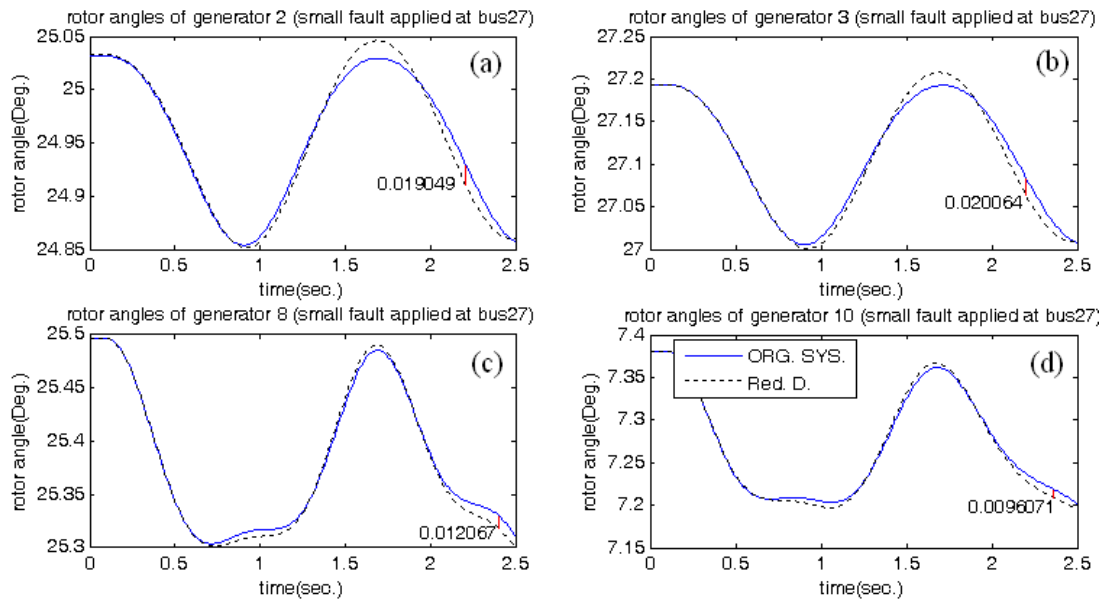 rotor angles of generator 2 (small fault applied at bus27)
25.05
25
24.95
24.9
24.85
rotor angle(Deg.)
(a)
0.019049
0
0.5
1
1.5
2
2.5
time(sec.)
rotor angles of generator 3 (small fault applied at bus27)
27.25
27.2
27.15
27.1
27.05
27
rotor angle(Deg.)
(b)
0.020064
0
0.5
1
1.5
2
2.5
time(sec.)
rotor angles of generator 8 (small fault applied at bus27)
25.5
25.45
25.4
25.35
25.3
rotor angle(Deg.)
(c)
0.012067
0
0.5
1
1.5
2
2.5
time(sec.)
rotor angles of generator 10 (small fault applied at bus27)
7.4
7.35
7.3
7.25
7.2
7.15
rotor angle(Deg.)
ORG. SYS.
Red. D.
(d)
0.0096071
0
0.5
1
1.5
2
2.5
time(sec.)